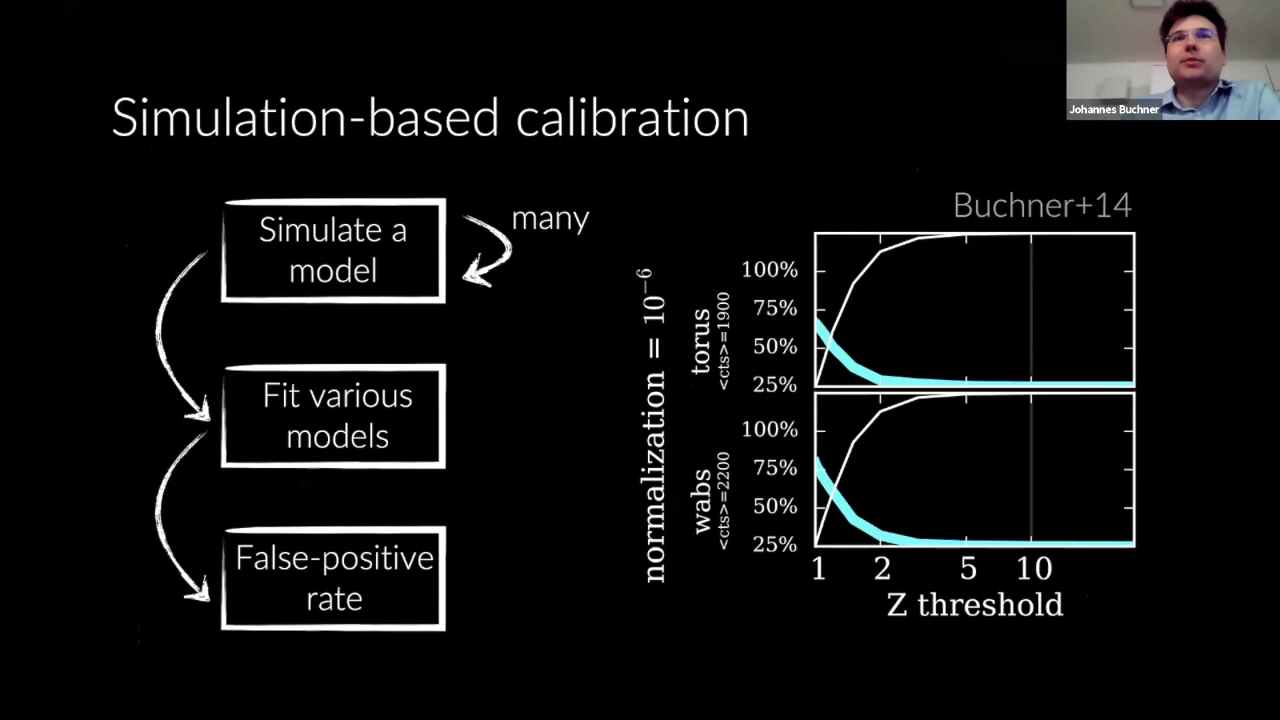 Johannes Buchner
Simulation-based calibration
Simulate a
model
many
Fit various
models
False-positive
rate
Buchner+14
normalization = 10⁻⁶
torus
<cts>=1900
100%
75%
50%
25%
wabs
<cts>=2200
100%
75%
50%
25%
1 2 5 10
Z threshold